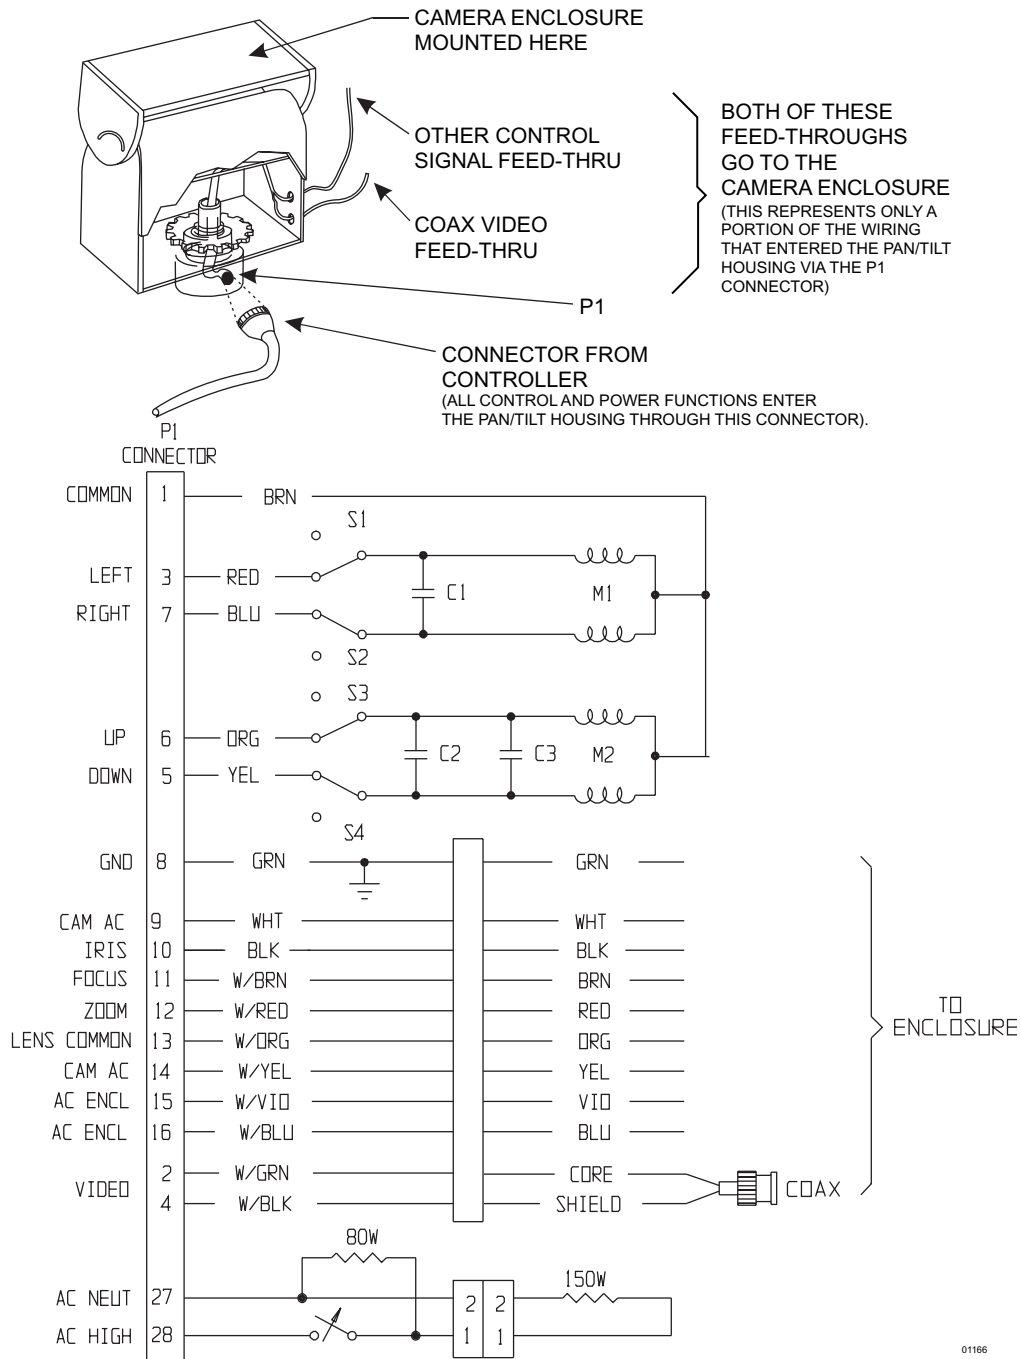 CAMERA ENCLOSURE
MOUNTED HERE
OTHER CONTROL
SIGNAL FEED-THRU
COAX VIDEO
FEED-THRU
BOTH OF THESE
FEED-THROUGHS
GO TO THE
CAMERA ENCLOSURE
(THIS REPRESENTS ONLY A
PORTION OF THE WIRING
THAT ENTERED THE PAN/TILT
HOUSING VIA THE P1
CONNECTOR)
P1
CONNECTOR FROM
CONTROLLER
(ALL CONTROL AND POWER FUNCTIONS ENTER
THE PAN/TILT HOUSING THROUGH THIS CONNECTOR).
P1
CONNECTOR
COMMON 1 BRN
S1
LEFT 3 RED C1 M1
RIGHT 7 BLU
S2
S3
UP 6 ORG C2 C3 M2
DOWN 5 YEL
S4
GND 8 GRN GRN
CAM AC 9 WHT WHT
IRIS 10 BLK BLK
FOCUS 11 W/BRN BRN
ZOOM 12 W/RED RED
LENS COMMON 13 W/ORG ORG
CAM AC 14 W/YEL YEL
AC ENCL 15 W/VIO VIO
AC ENCL 16 W/BLU BLU
TO
ENCLOSURE
VIDEO
2 W/GRN CORE
4 W/BLK SHIELD
COAX
80W
150W
AC NEUT 27 2 2
AC HIGH 28 1 1
01166